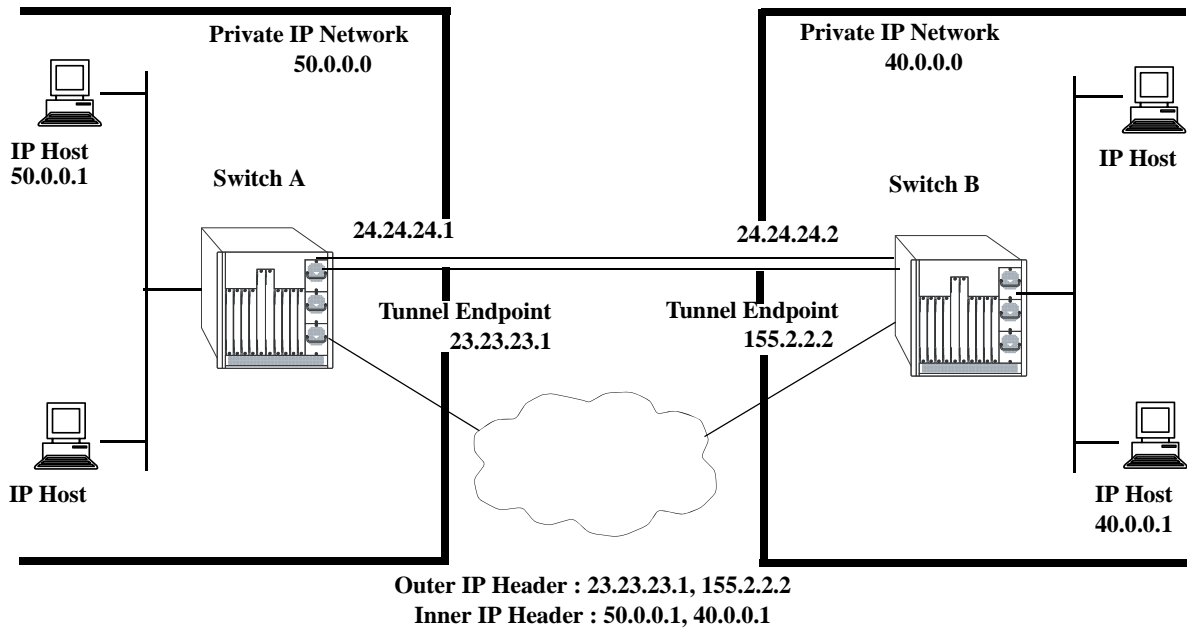 Private IP Network
50.0.0.0
Private IP Network
40.0.0.0
IP Host
50.0.0.1
IP Host
Switch A
Switch B
24.24.24.1
24.24.24.2
Tunnel Endpoint
23.23.23.1
Tunnel Endpoint
155.2.2.2
IP Host
IP Host
40.0.0.1
Outer IP Header : 23.23.23.1, 155.2.2.2
Inner IP Header : 50.0.0.1, 40.0.0.1